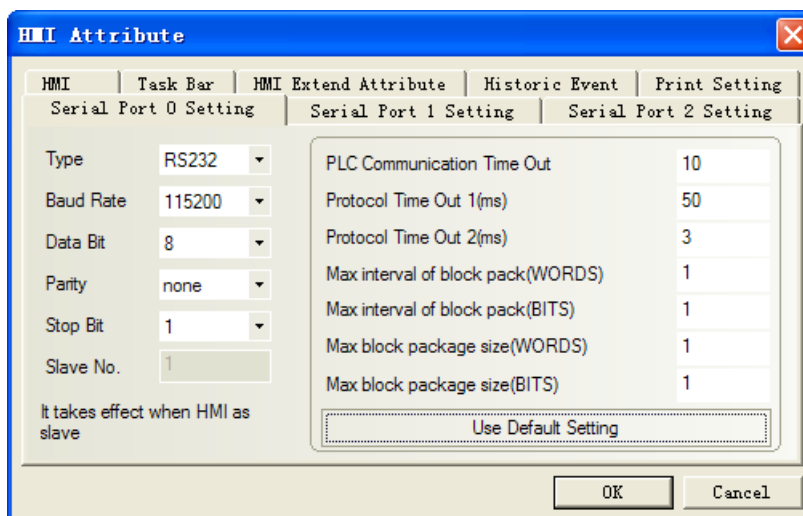 HMI Attribute
HMI
Task Bar
HMI Extend Attribute
Historic Event
Print Setting
Serial Port 0 Setting
Serial Port 1 Setting
Serial Port 2 Setting
Type RS232
Baud Rate 115200
Data Bit 8
Parity none
Stop Bit 1
Slave No. 1
It takes effect when HMI as
slave
PLC Communication Time Out 10
Protocol Time Out 1(ms) 50
Protocol Time Out 2(ms) 3
Max interval of block pack(WORDS) 1
Max interval of block pack(BITS) 1
Max block package size(WORDS) 1
Max block package size(BITS) 1
Use Default Setting
OK
Cancel